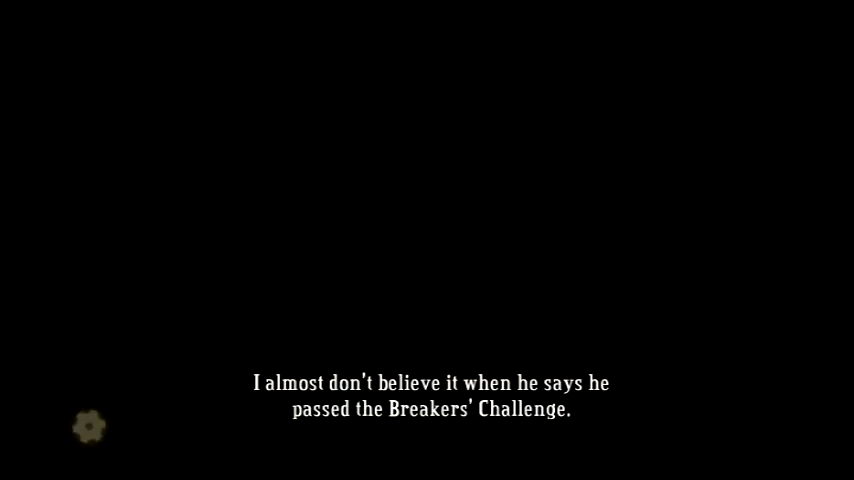 I almost don't believe it when he says he
passed the Breakers' Challenge.